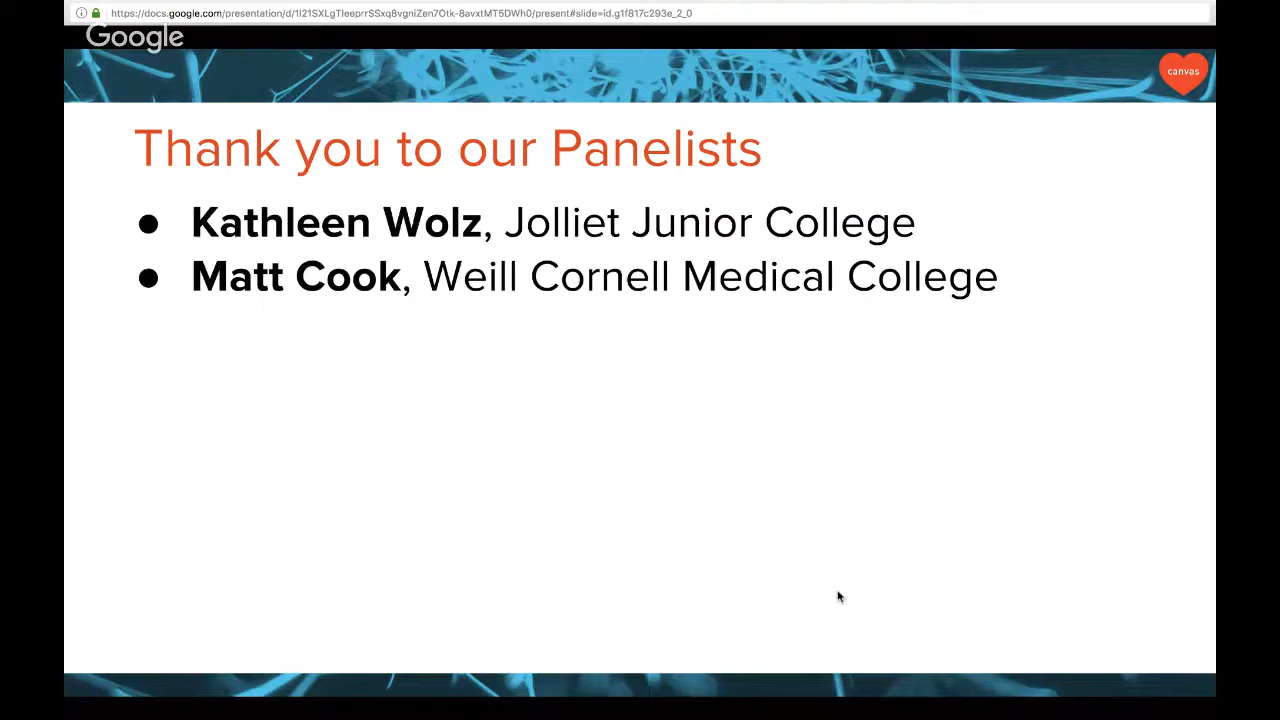 https://docs.google.com/presentation/d/1I21SXLgTleeprrSSxq8vgniZen7Otk-8avxtMT5DWh0/present#slide=id.g1f817c293e_2_0
Google
canvas
Thank you to our Panelists
● Kathleen Wolz, Jolliet Junior College
● Matt Cook, Weill Cornell Medical College